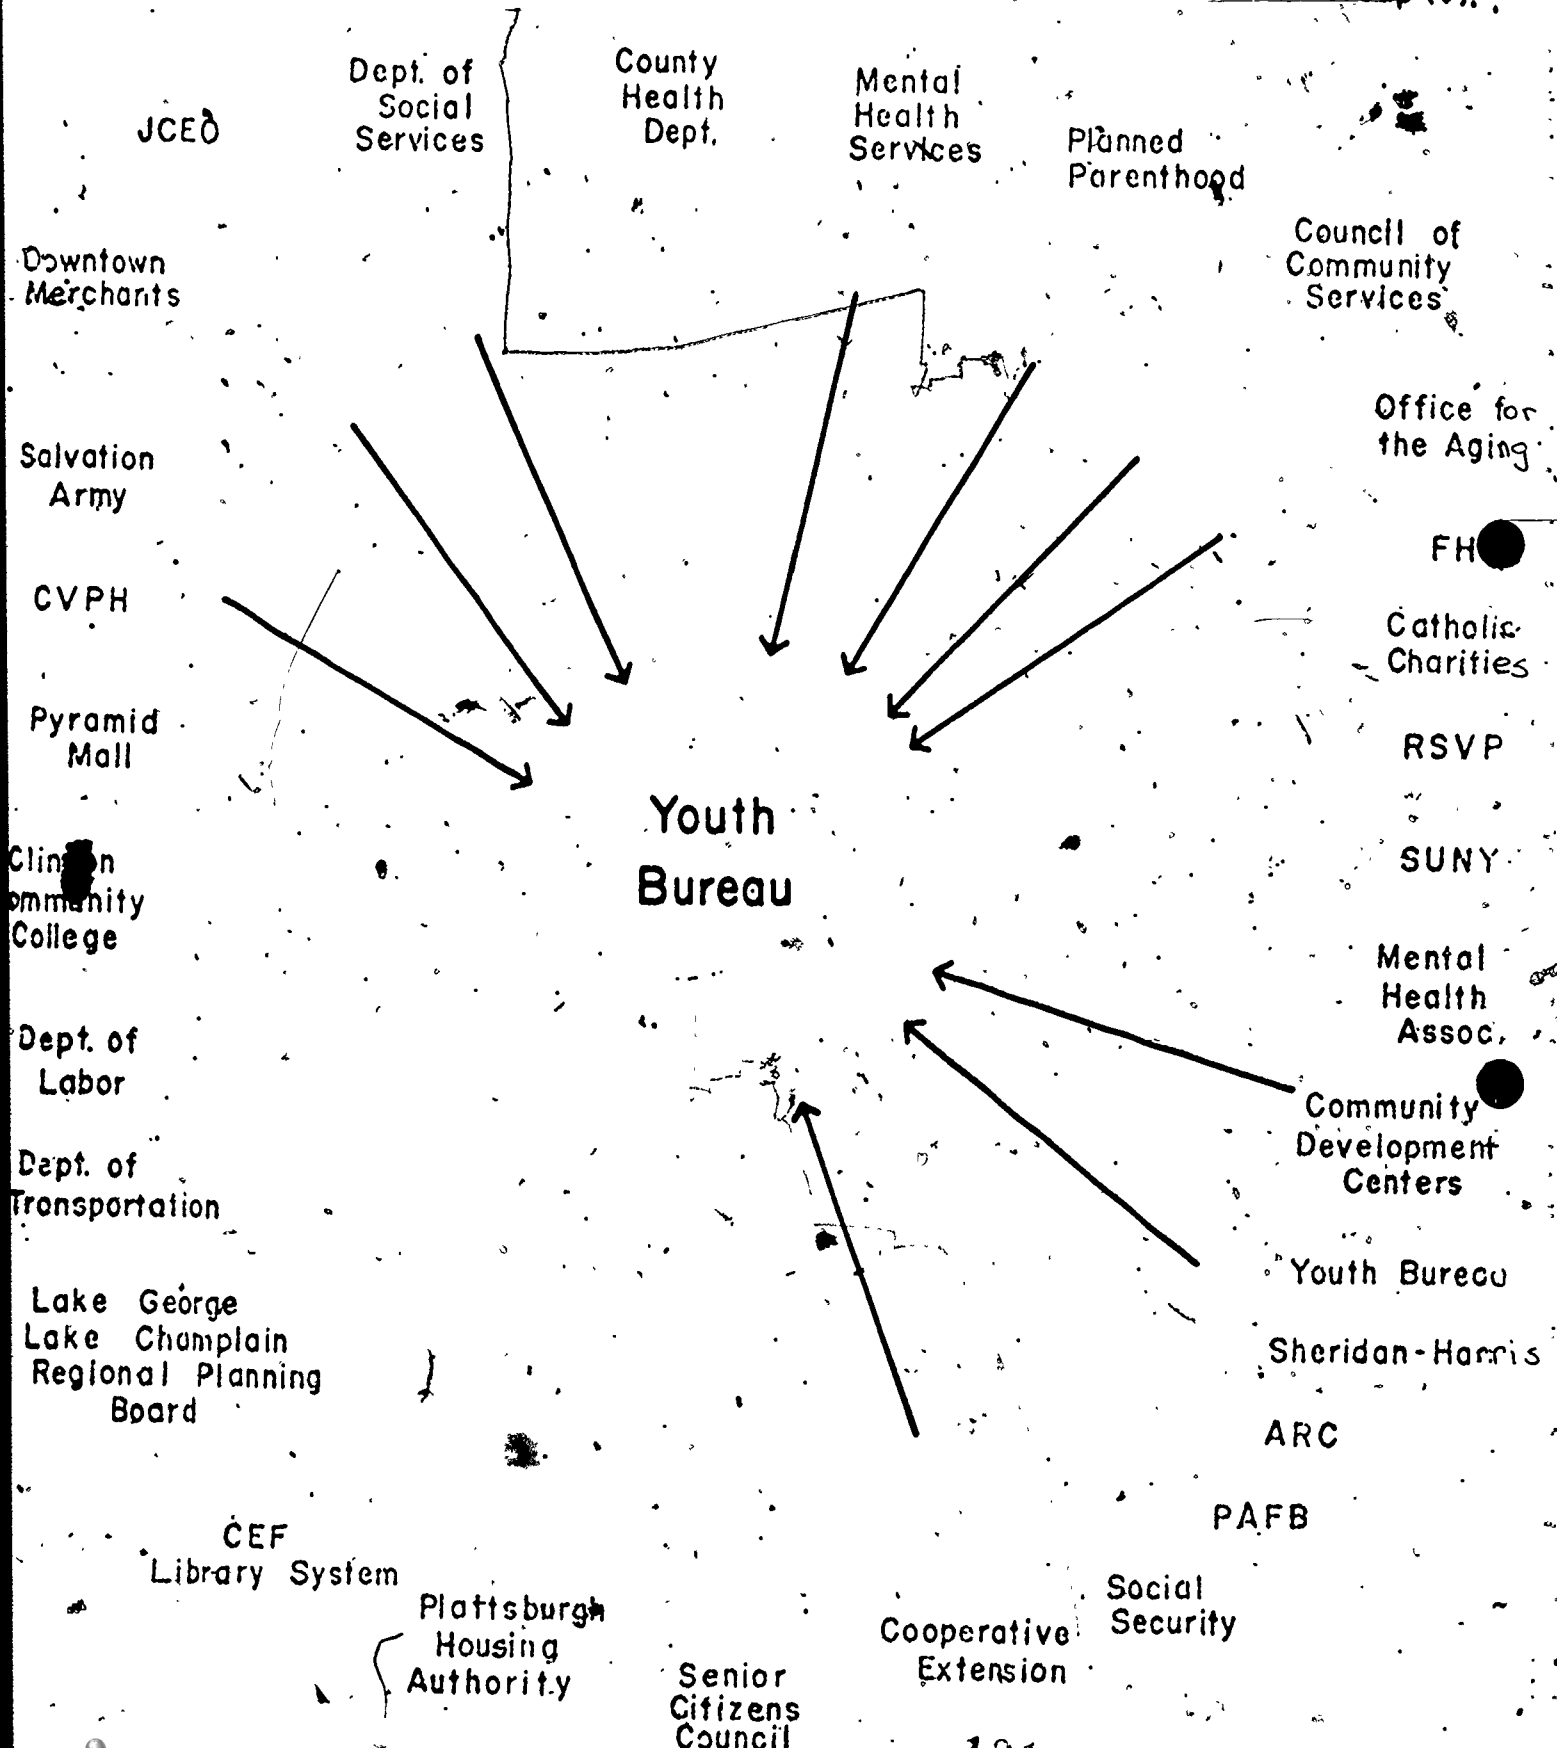 JCEO
Dept. of
Social
Services
County
Health
Dept.
Mental
Health
Services
Planned
Parenthood
Council of
Community
Services
Downtown
Merchants
Office for
the Aging
Salvation
Army
FH
CVPH
Catholic
Charities
Pyramid
Mall
RSVP
Youth
Bureau
SUNY
College
Mental
Health
Assoc.
Dept. of
Labor
Community
Development
Centers
Dept. of
Transportation
Youth Bureau
Lake George
Lake Champlain
Regional Planning
Board
Sheridan-Harris
ARC
PAFB
CEF
Library System
Plattsburgh
Housing
Authority
Senior
Citizens
Council
Cooperative
Extension
Social
Security